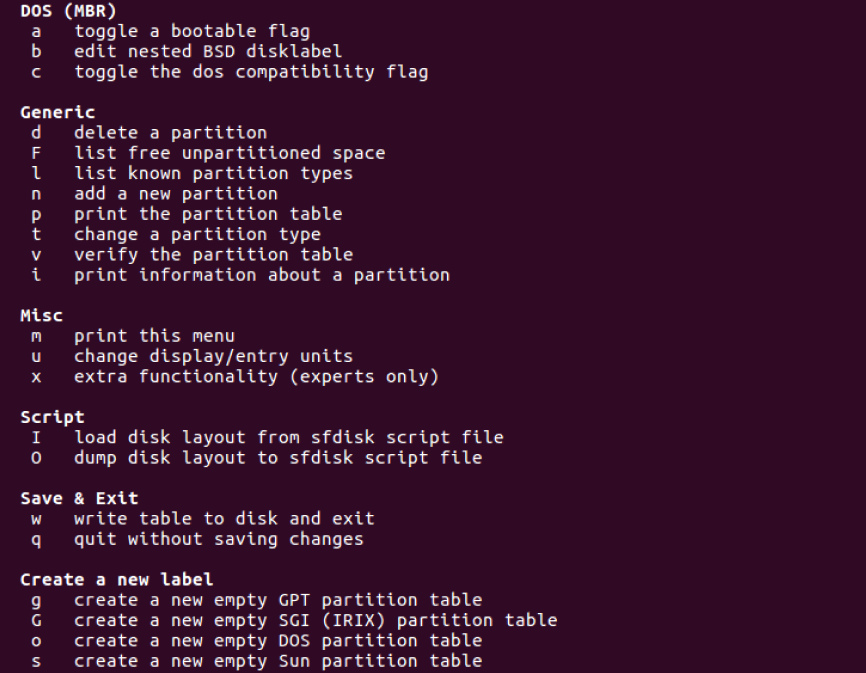 DOS (MBR)
a   toggle a bootable flag
b   edit nested BSD disklabel
c   toggle the dos compatibility flag
Generic
d   delete a partition
F   list free unpartitioned space
l   list known partition types
n   add a new partition
p   print the partition table
t   change a partition type
v   verify the partition table
i   print information about a partition
Misc
m   print this menu
u   change display/entry units
x   extra functionality (experts only)
Script
I   load disk layout from sfdisk script file
O   dump disk layout to sfdisk script file
Save & Exit
w   write table to disk and exit
q   quit without saving changes
Create a new label
g   create a new empty GPT partition table
G   create a new empty SGI (IRIX) partition table
o   create a new empty DOS partition table
s   create a new empty Sun partition table